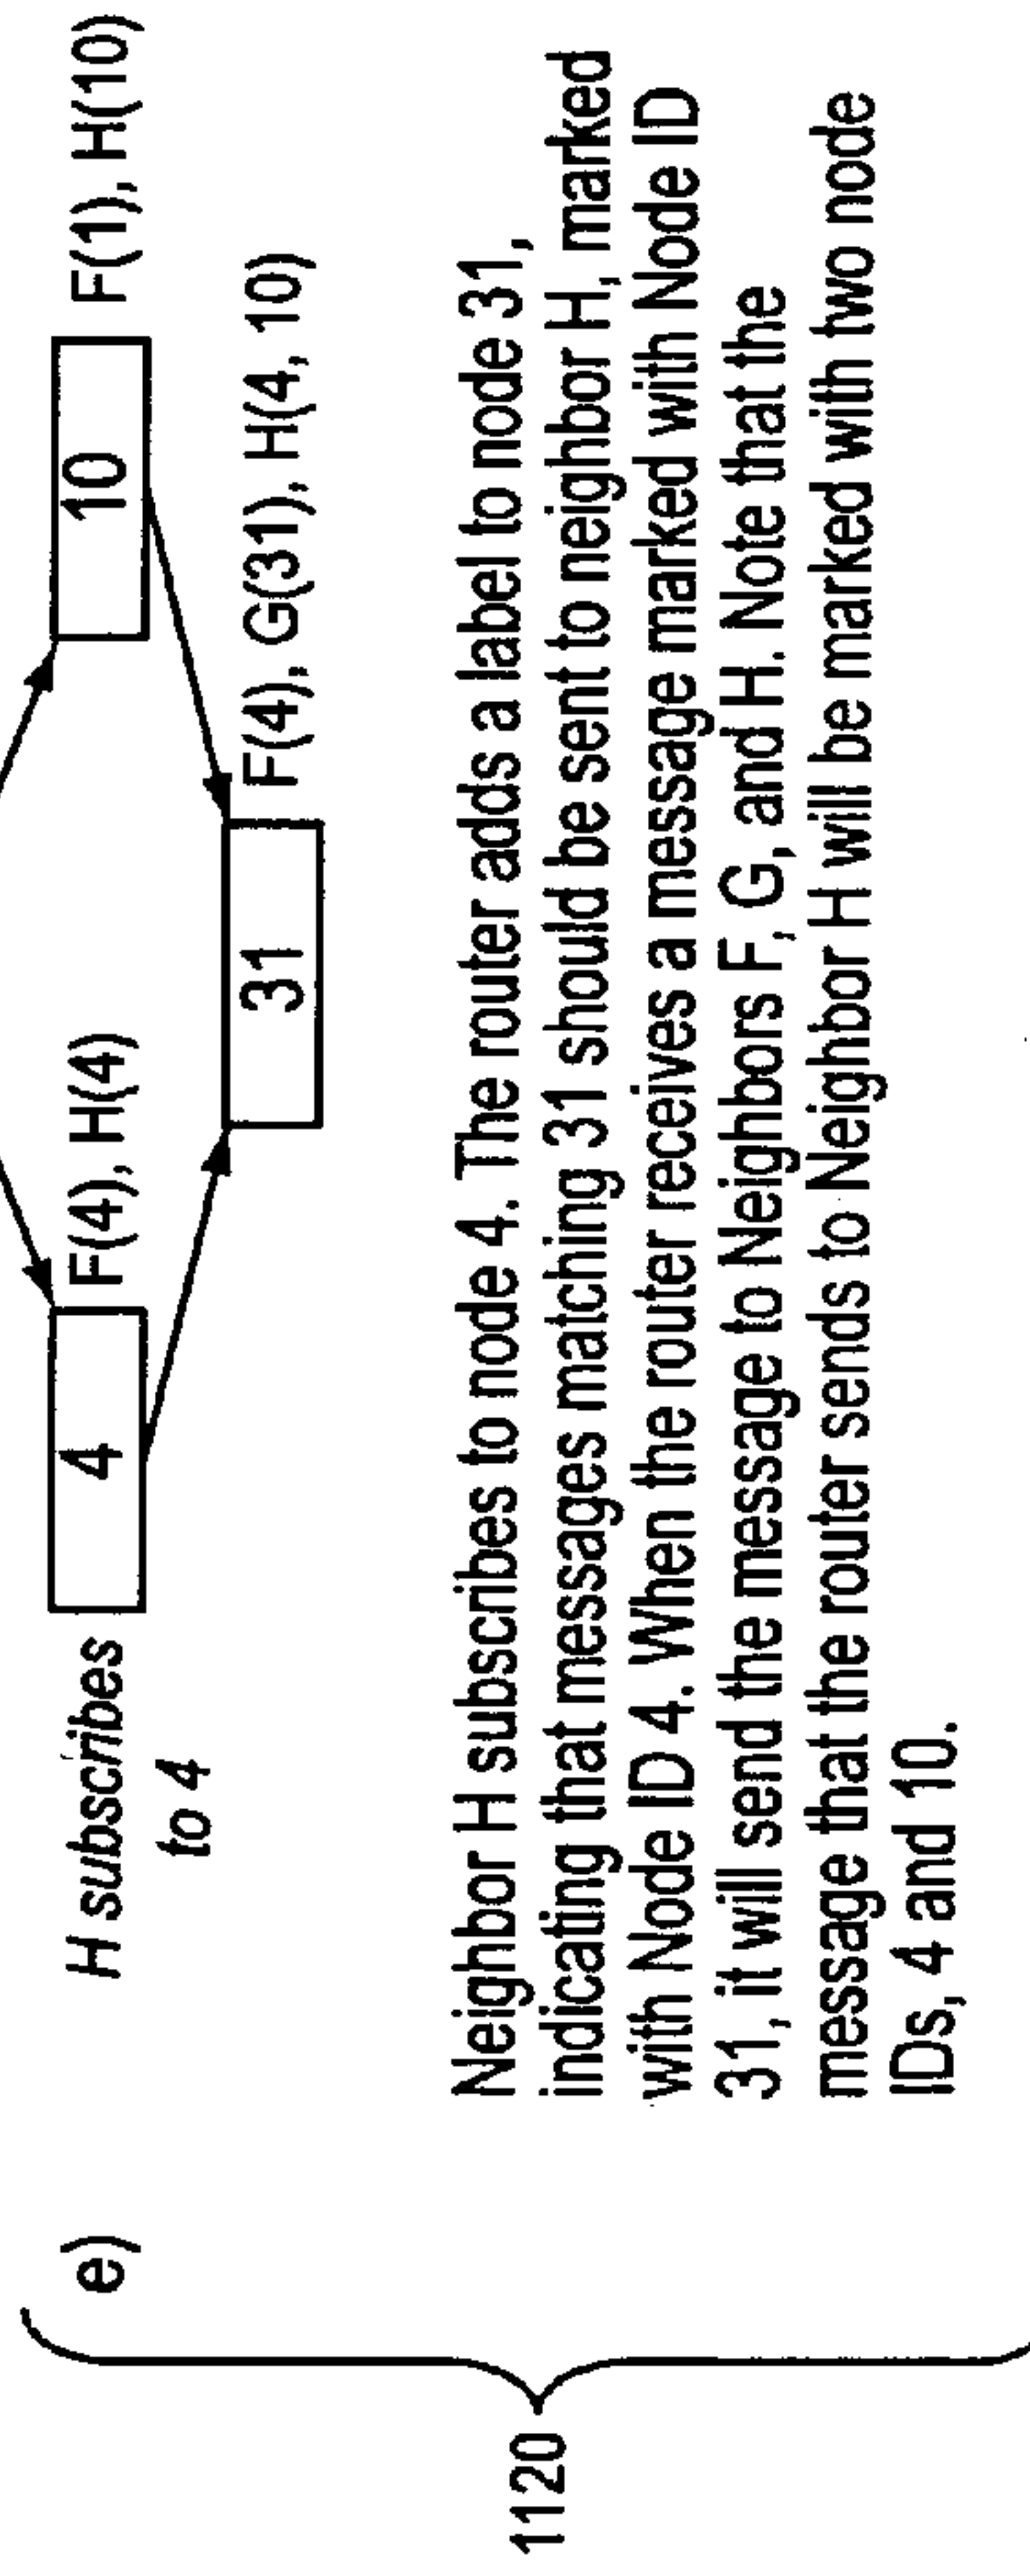 1120
e)
H subscribes
to 4
4
F(4), H(4)
10
F(1), H(10)
31
F(4), G(31), H(4, 10)
Neighbor H subscribes to node 4. The router adds a label to node 31,
indicating that messages matching 31 should be sent to neighbor H, marked
with Node ID 4. When the router receives a message marked with Node ID
31, it will send the message to Neighbors F, G, and H. Note that the
message that the router sends to Neighbor H will be marked with two node
IDs, 4 and 10.